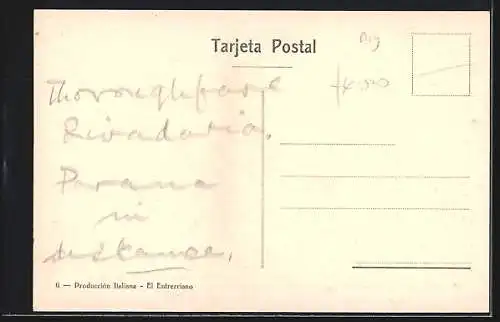 Tarjeta Postal
Thoroughfare
Rivadavia.
Parana
in
distance.
6 — Producción Italiana - El Entrerriano